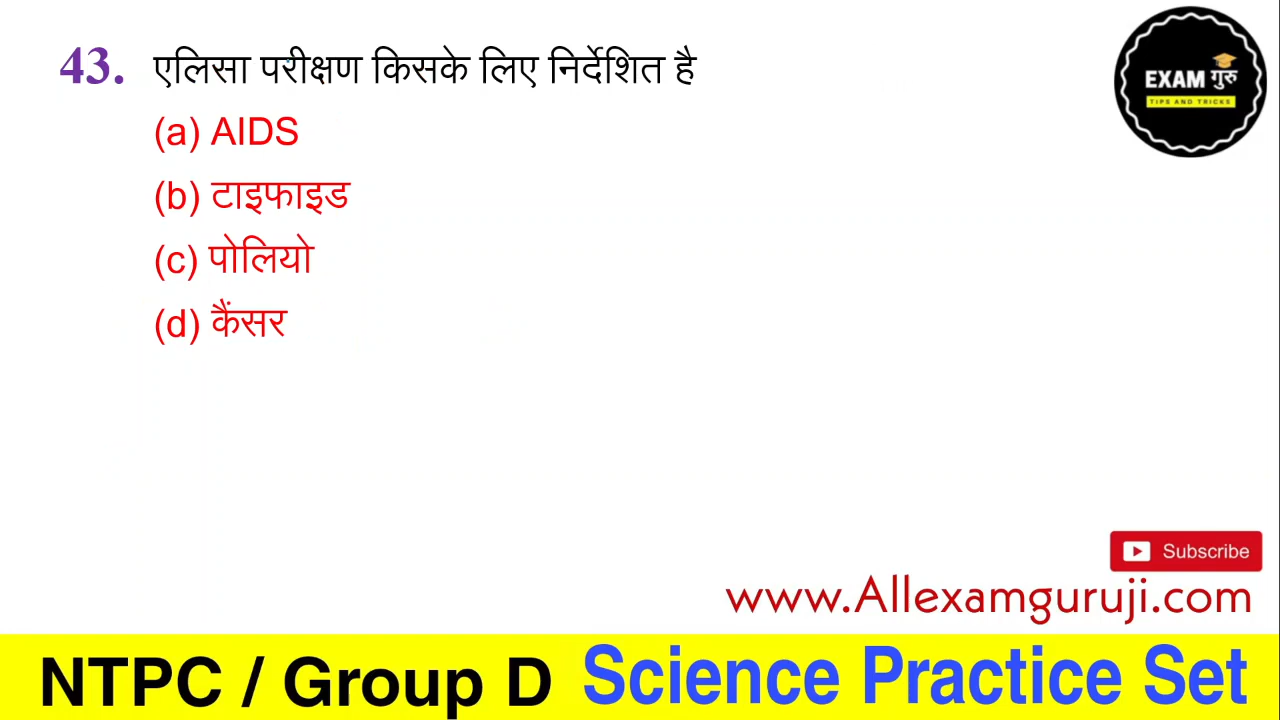 43. एलिसा परीक्षण किसके लिए निर्देशित है
(a) AIDS
(b) टाइफाइड
(c) पोलियो
(d) कैंसर
EXAM गुरु
TIPS AND TRICKS
Subscribe
www.Allexamguruji.com
NTPC / Group D Science Practice Set